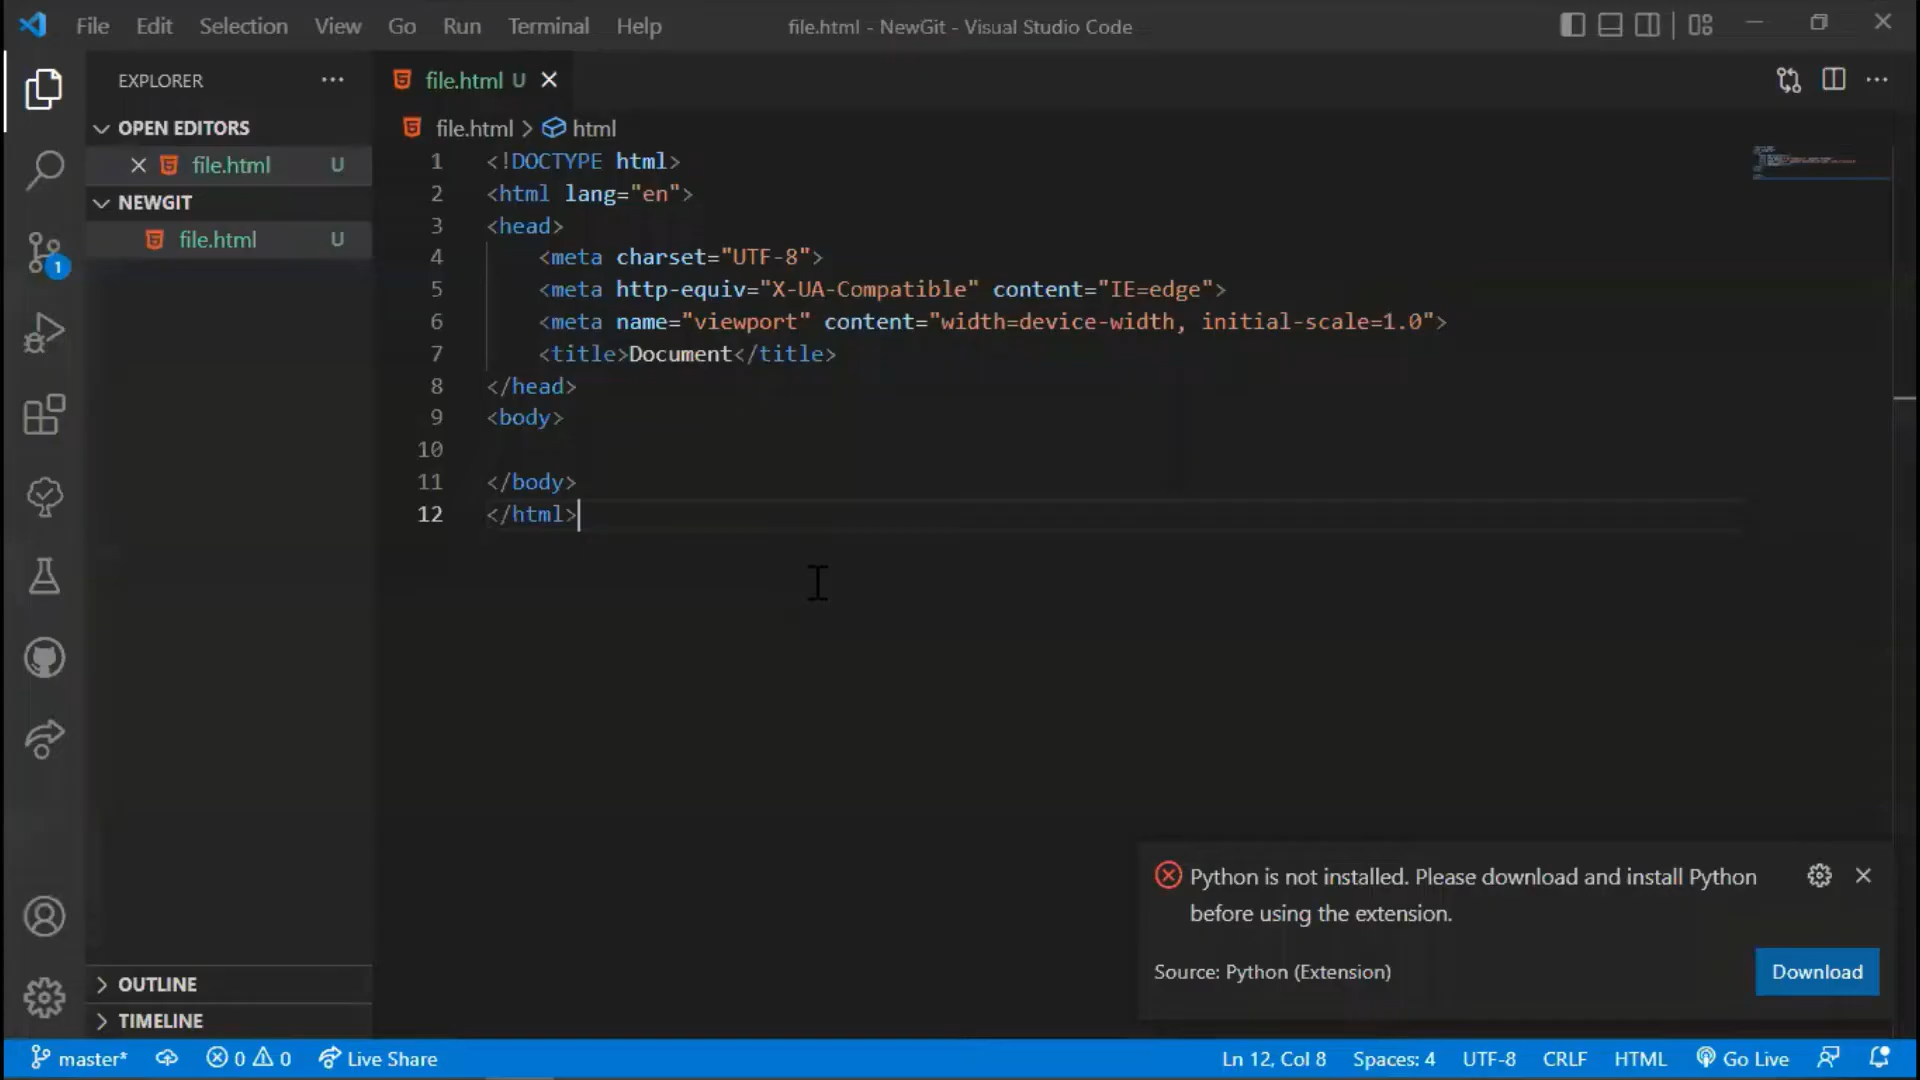 File Edit Selection View Go Run Terminal Help
file.html - NewGit - Visual Studio Code
EXPLORER
OPEN EDITORS
file.html U
NEWGIT
file.html U
OUTLINE
TIMELINE
1
file.html U
file.html > html
1 <!DOCTYPE html>
2 <html lang="en">
3 <head>
4 <meta charset="UTF-8">
5 <meta http-equiv="X-UA-Compatible" content="IE=edge">
6 <meta name="viewport" content="width=device-width, initial-scale=1.0">
7 <title>Document</title>
8 </head>
9 <body>
10
11 </body>
12 </html>
Python is not installed. Please download and install Python
before using the extension.
Source: Python (Extension)
Download
master* 0 0 Live Share
Ln 12, Col 8 Spaces: 4 UTF-8 CRLF HTML Go Live